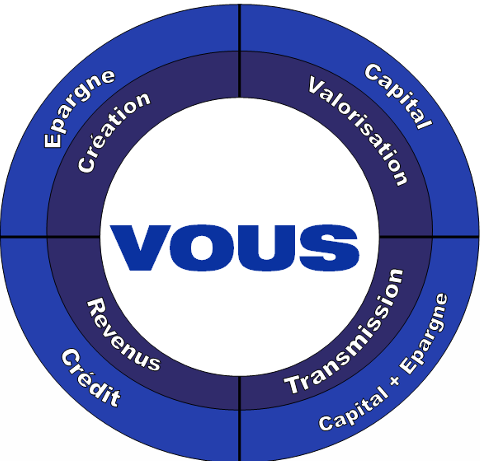 Epargne
Création
Capital
Valorisation
VOUS
Revenus
Crédit
Transmission
Capital + Epargne